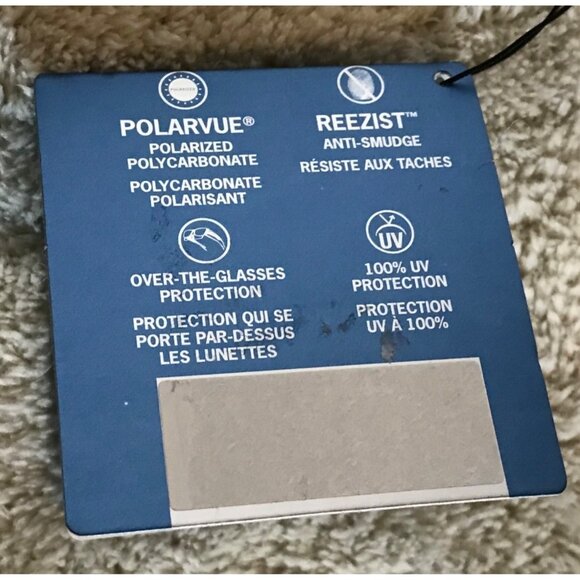 POLARIZED
POLARVUE®
POLARIZED
POLYCARBONATE
POLYCARBONATE
POLARISANT
REEZIST™
ANTI-SMUDGE
RÉSISTE AUX TACHES
OVER-THE-GLASSES
PROTECTION
PROTECTION QUI SE
PORTE PAR-DESSUS
LES LUNETTES
UV
100% UV
PROTECTION
PROTECTION
UV À 100%